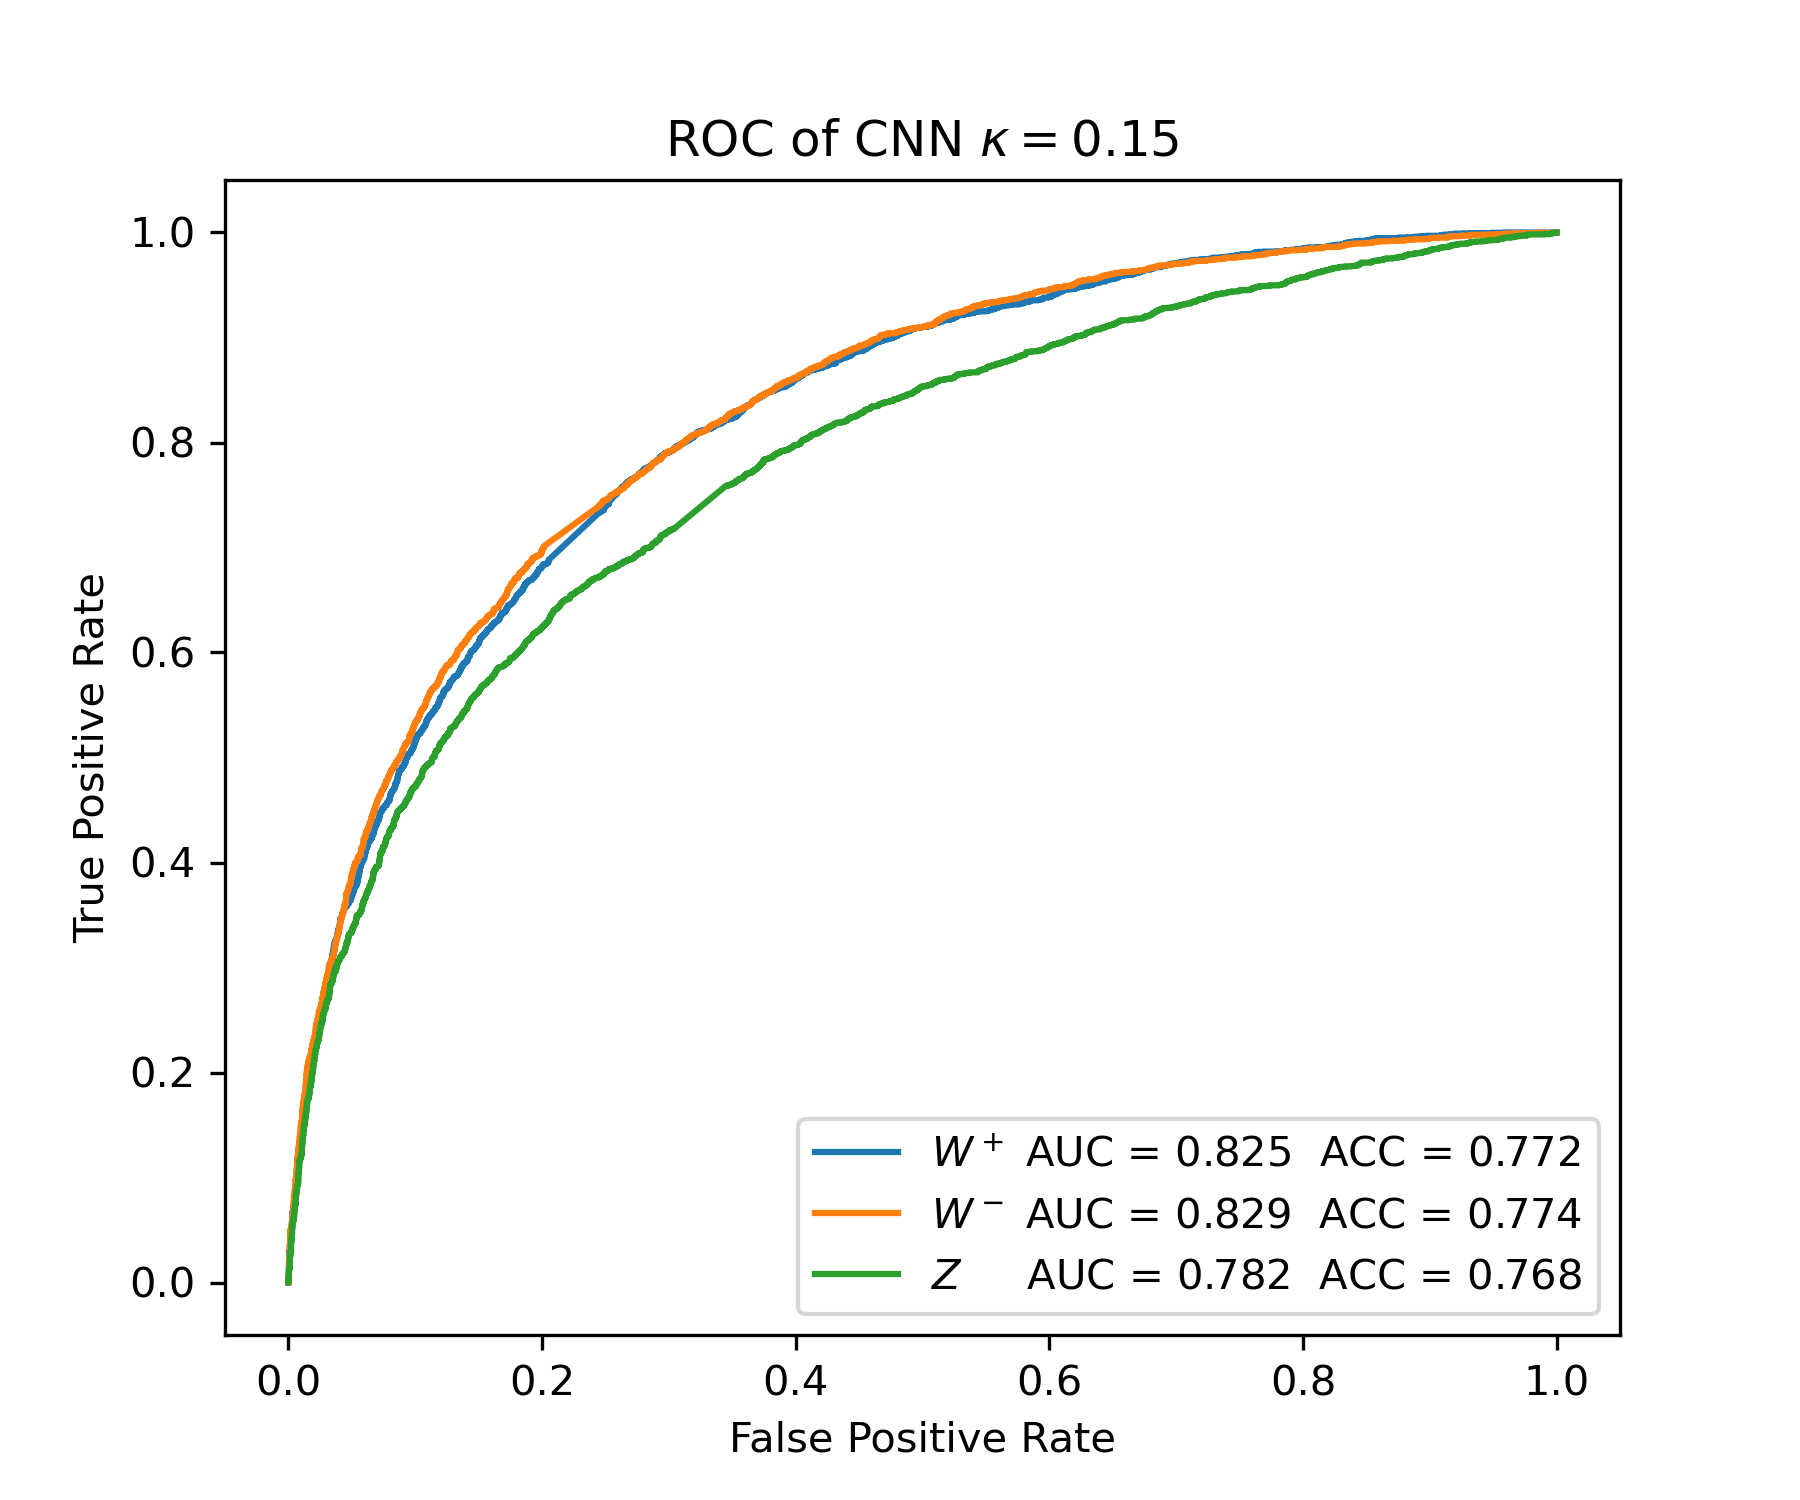 ROC of CNN κ = 0.15
1.0
0.8
0.6
0.4
0.2
0.0
True Positive Rate
W⁺ AUC = 0.825 ACC = 0.772
W⁻ AUC = 0.829 ACC = 0.774
Z AUC = 0.782 ACC = 0.768
0.0 0.2 0.4 0.6 0.8 1.0
False Positive Rate